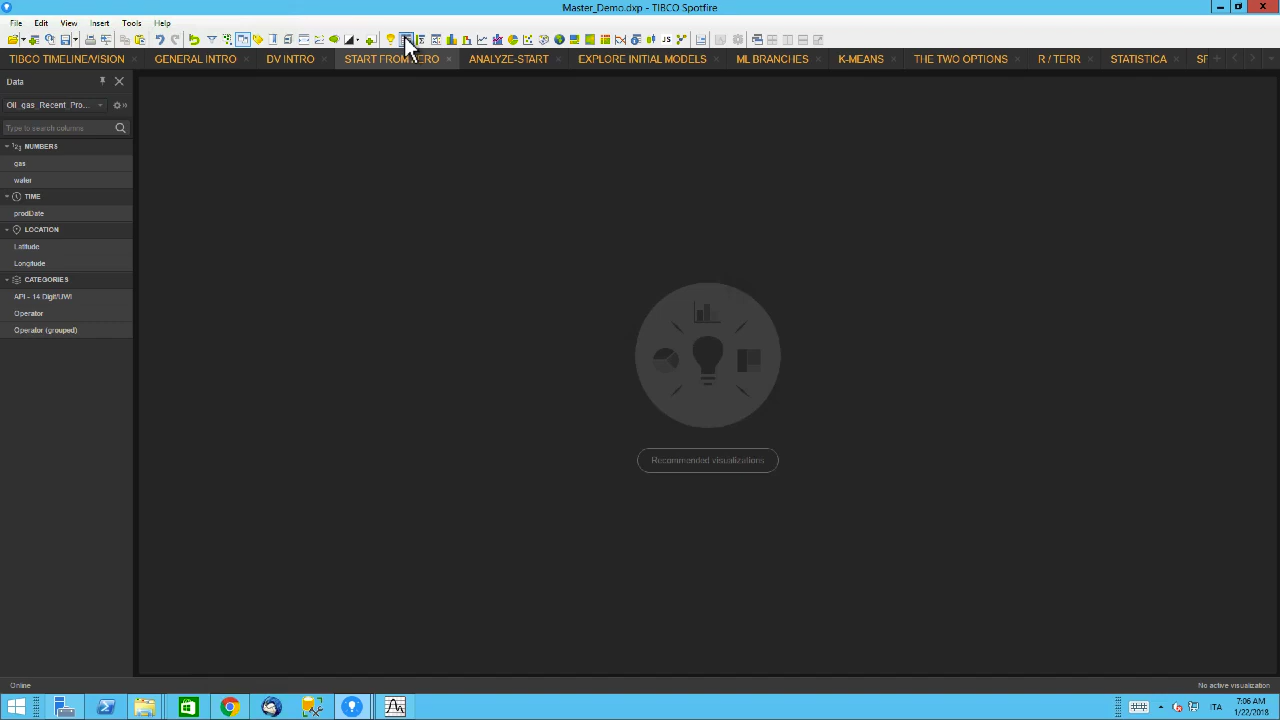 Master_Demo.dxp - TIBCO Spotfire
File Edit View Insert Tools Help
JS
TIBCO TIMELINE/VISION GENERAL INTRO DV INTRO START FROM ZERO ANALYZE-START EXPLORE INITIAL MODELS ML BRANCHES K-MEANS THE TWO OPTIONS R / TERR STATISTICA SF
Data
Oil_gas_Recent_Pro...
Type to search columns
123 NUMBERS
gas
water
TIME
prodDate
LOCATION
Latitude
Longitude
CATEGORIES
API - 14 Digit/UWI
Operator
Operator (grouped)
Recommended visualizations
Online
No active visualization
ITA
7:06 AM
1/22/2018